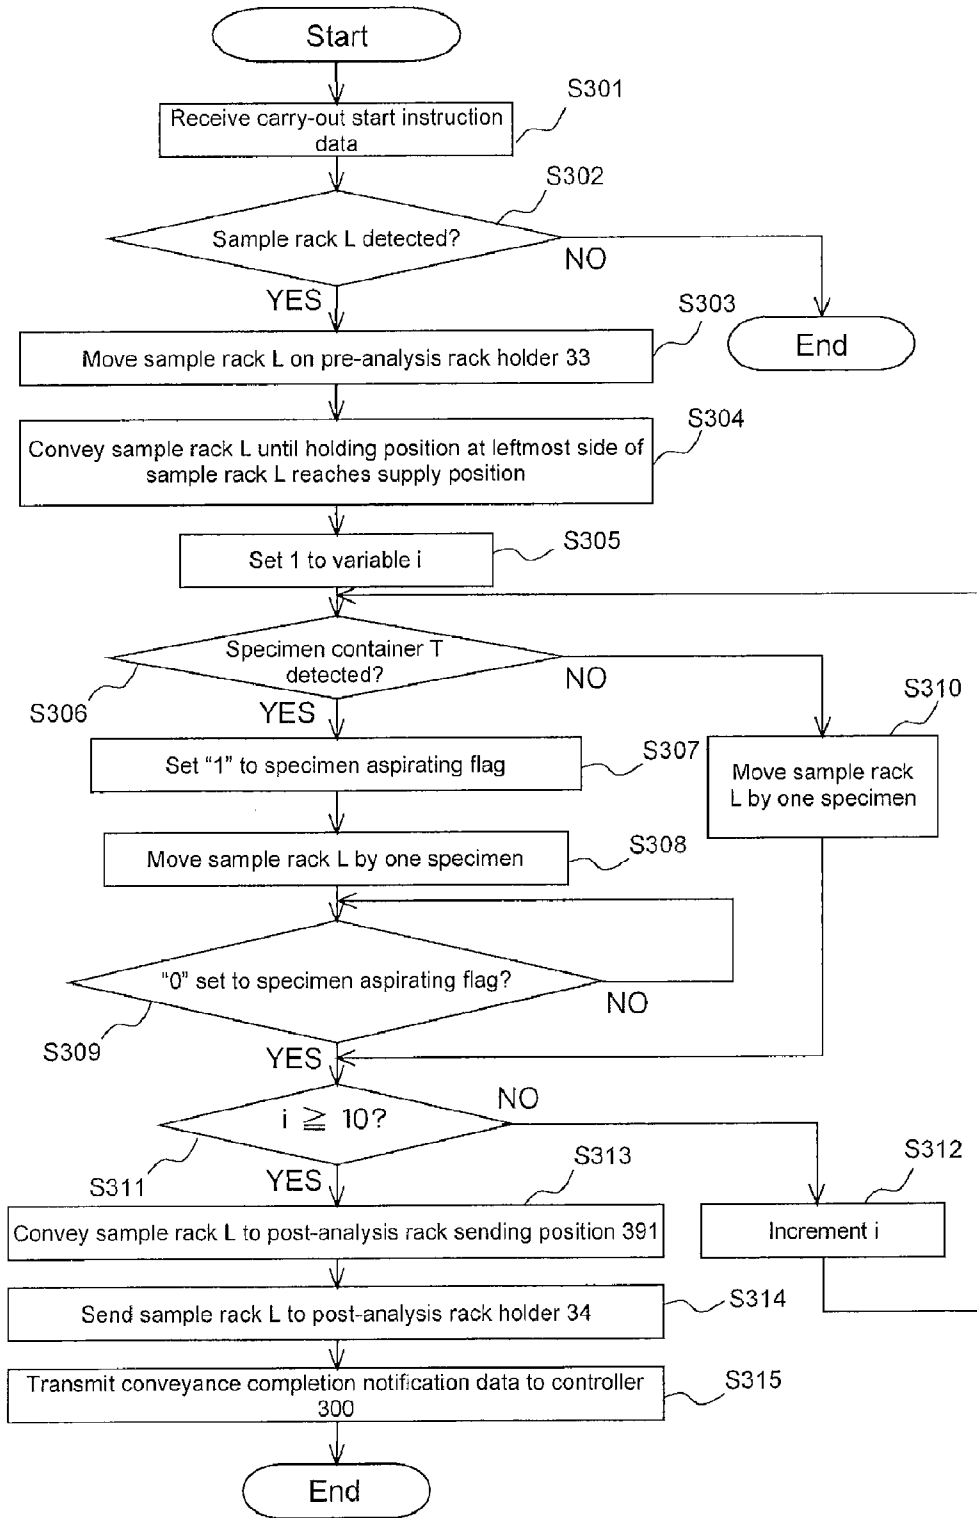 Start
S301
Receive carry-out start instruction
data
S302
Sample rack L detected?
NO
YES
S303
Move sample rack L on pre-analysis rack holder 33
End
S304
Convey sample rack L until holding position at leftmost side of
sample rack L reaches supply position
S305
Set 1 to variable i
Specimen container T
detected?
NO
S306
YES
S310
S307
Set “1” to specimen aspirating flag
Move sample rack
L by one specimen
S308
Move sample rack L by one specimen
“0” set to specimen aspirating flag?
NO
S309
YES
NO
i ≧ 10?
S311
YES
S313
S312
Convey sample rack L to post-analysis rack sending position 391
Increment i
S314
Send sample rack L to post-analysis rack holder 34
S315
Transmit conveyance completion notification data to controller
300
End